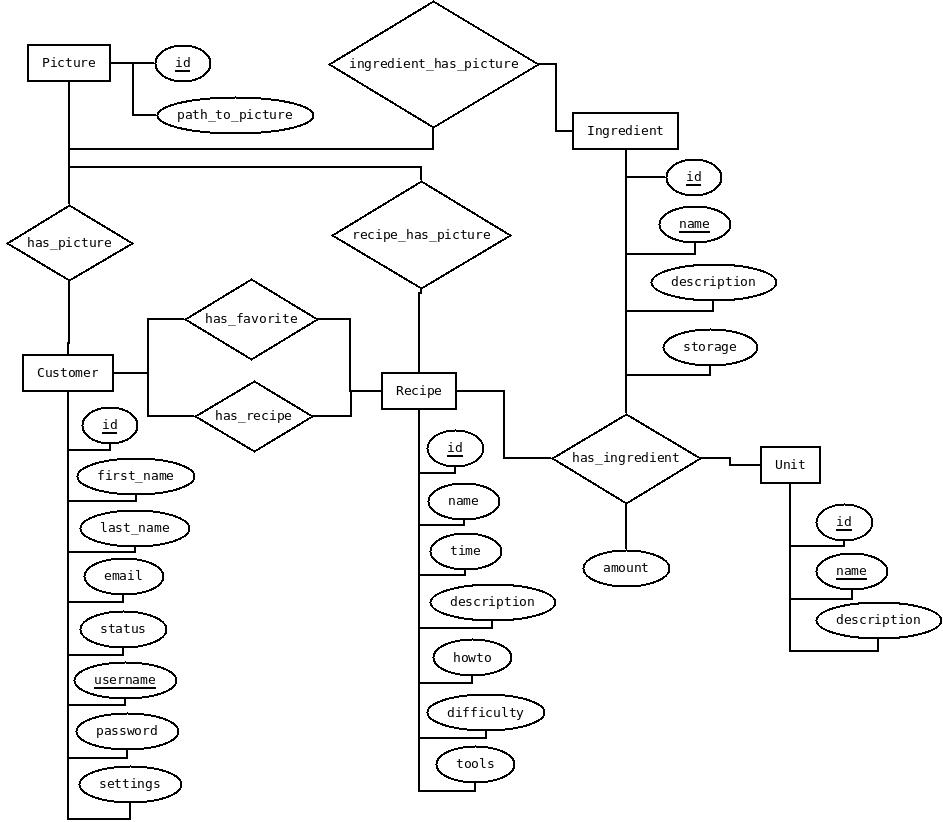 Picture
id
path_to_picture
ingredient_has_picture
Ingredient
id
name
description
storage
has_picture
recipe_has_picture
has_favorite
has_recipe
Customer
id
first_name
last_name
email
status
username
password
settings
Recipe
id
name
time
description
howto
difficulty
tools
has_ingredient
amount
Unit
id
name
description